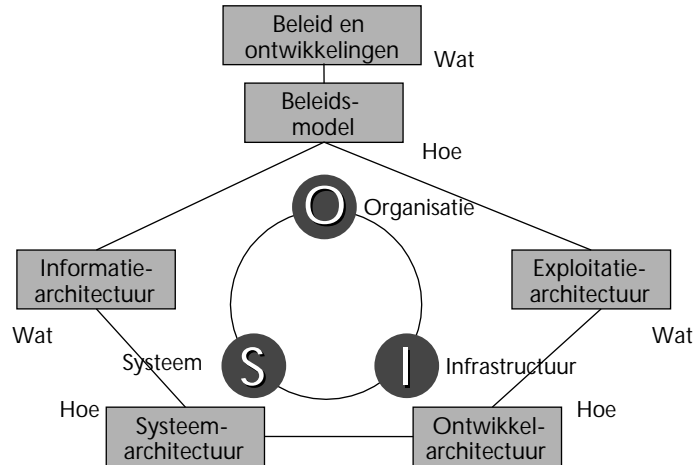 Beleid en
ontwikkelingen
Wat
Beleids-
model
Hoe
O
Organisatie
Informatie-
architectuur
Exploitatie-
architectuur
Wat
Wat
Systeem
S
I
Infrastructuur
Hoe
Hoe
Systeem-
architectuur
Ontwikkel-
architectuur